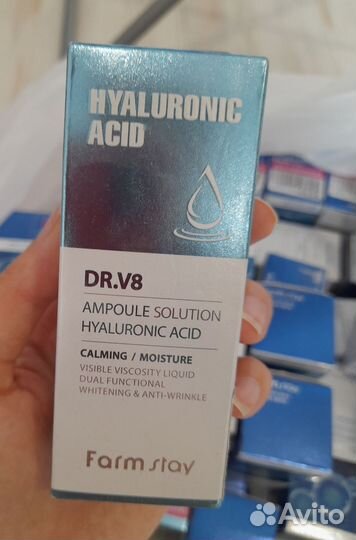 HYALURONIC
ACID
DR.V8
AMPOULE SOLUTION
HYALURONIC ACID
CALMING / MOISTURE
VISIBLE VISCOSITY LIQUID
DUAL FUNCTIONAL
WHITENING & ANTI-WRINKLE
Farm stay
Avito